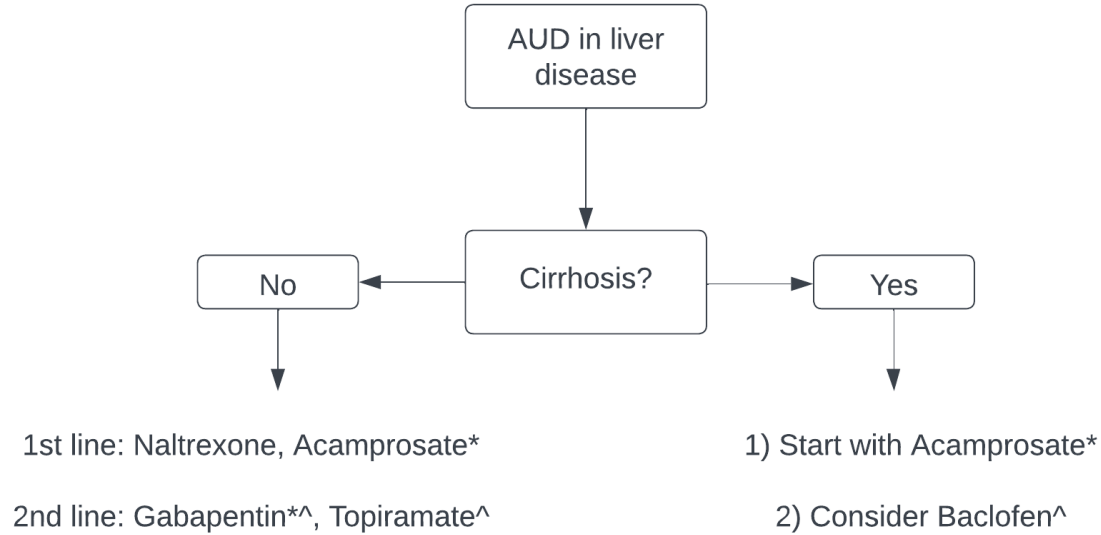 AUD in liver
disease
Cirrhosis?
No
Yes
1st line: Naltrexone, Acamprosate*
2nd line: Gabapentin*^, Topiramate^
1) Start with Acamprosate*
2) Consider Baclofen^